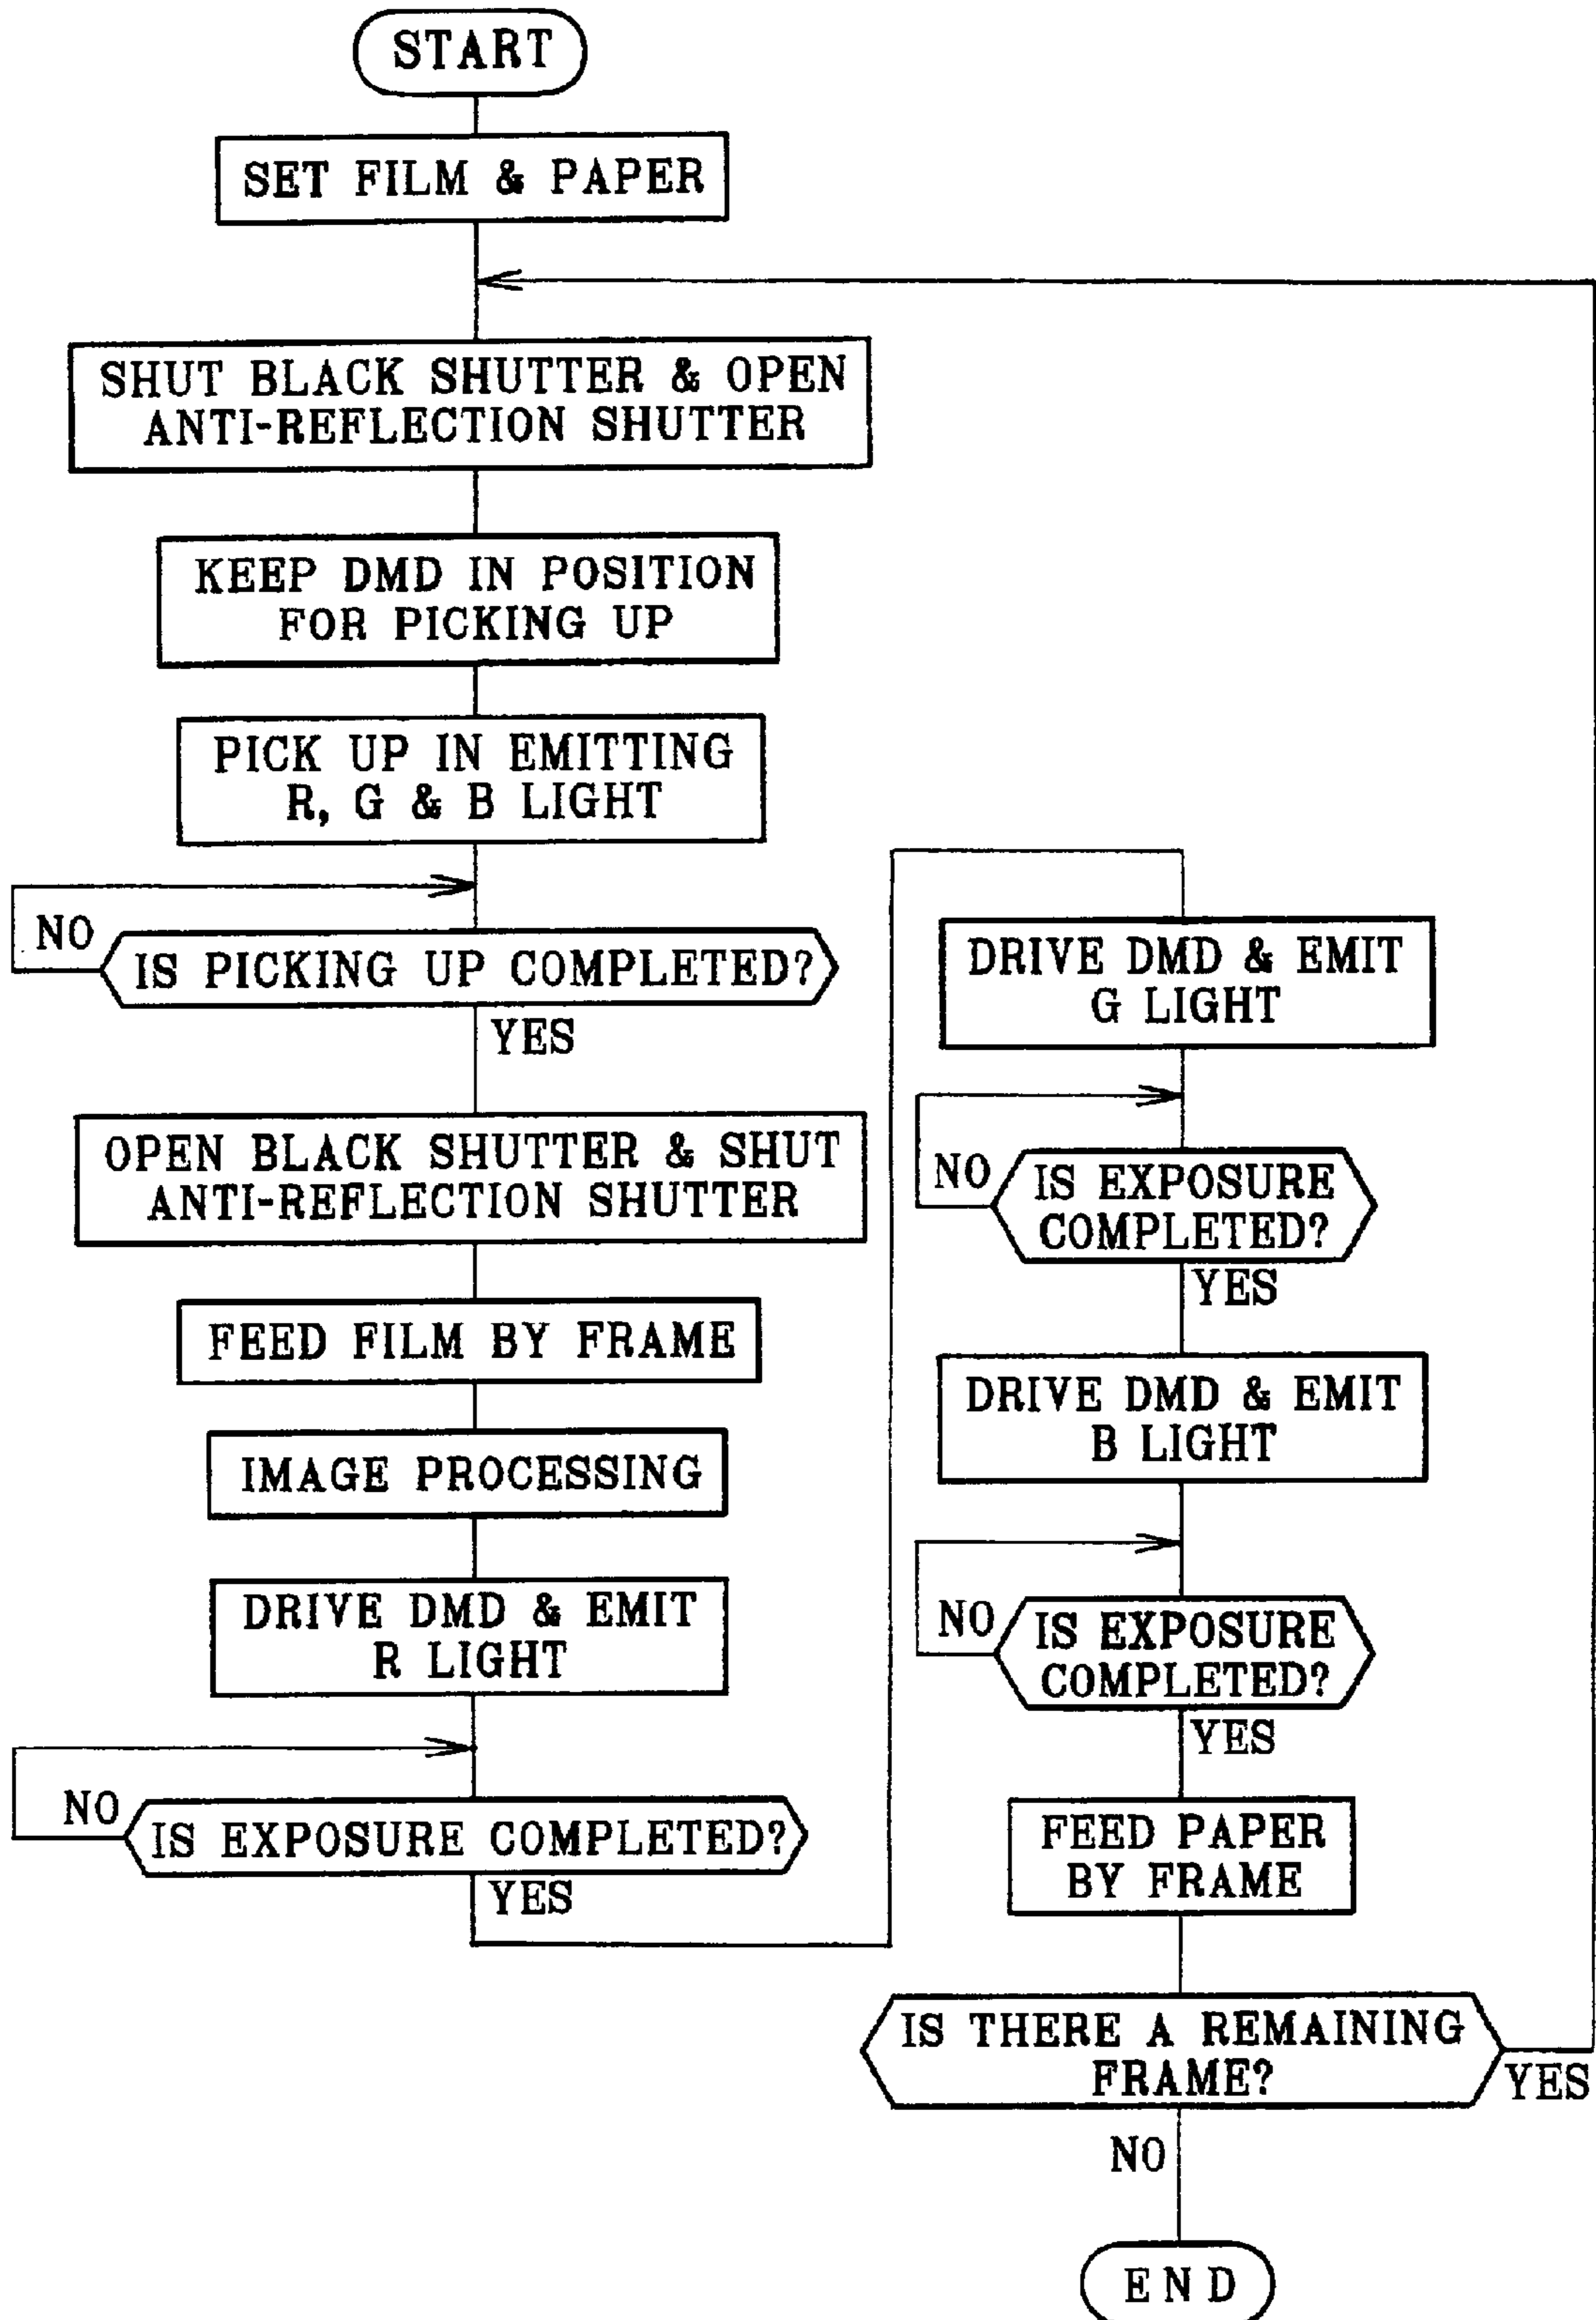 START
SET FILM & PAPER
SHUT BLACK SHUTTER & OPEN
ANTI-REFLECTION SHUTTER
KEEP DMD IN POSITION
FOR PICKING UP
PICK UP IN EMITTING
R, G & B LIGHT
NO
IS PICKING UP COMPLETED?
YES
OPEN BLACK SHUTTER & SHUT
ANTI-REFLECTION SHUTTER
FEED FILM BY FRAME
IMAGE PROCESSING
DRIVE DMD & EMIT
R LIGHT
NO
IS EXPOSURE COMPLETED?
YES
DRIVE DMD & EMIT
G LIGHT
NO
IS EXPOSURE
COMPLETED?
YES
DRIVE DMD & EMIT
B LIGHT
NO
IS EXPOSURE
COMPLETED?
YES
FEED PAPER
BY FRAME
IS THERE A REMAINING
FRAME?
YES
NO
END